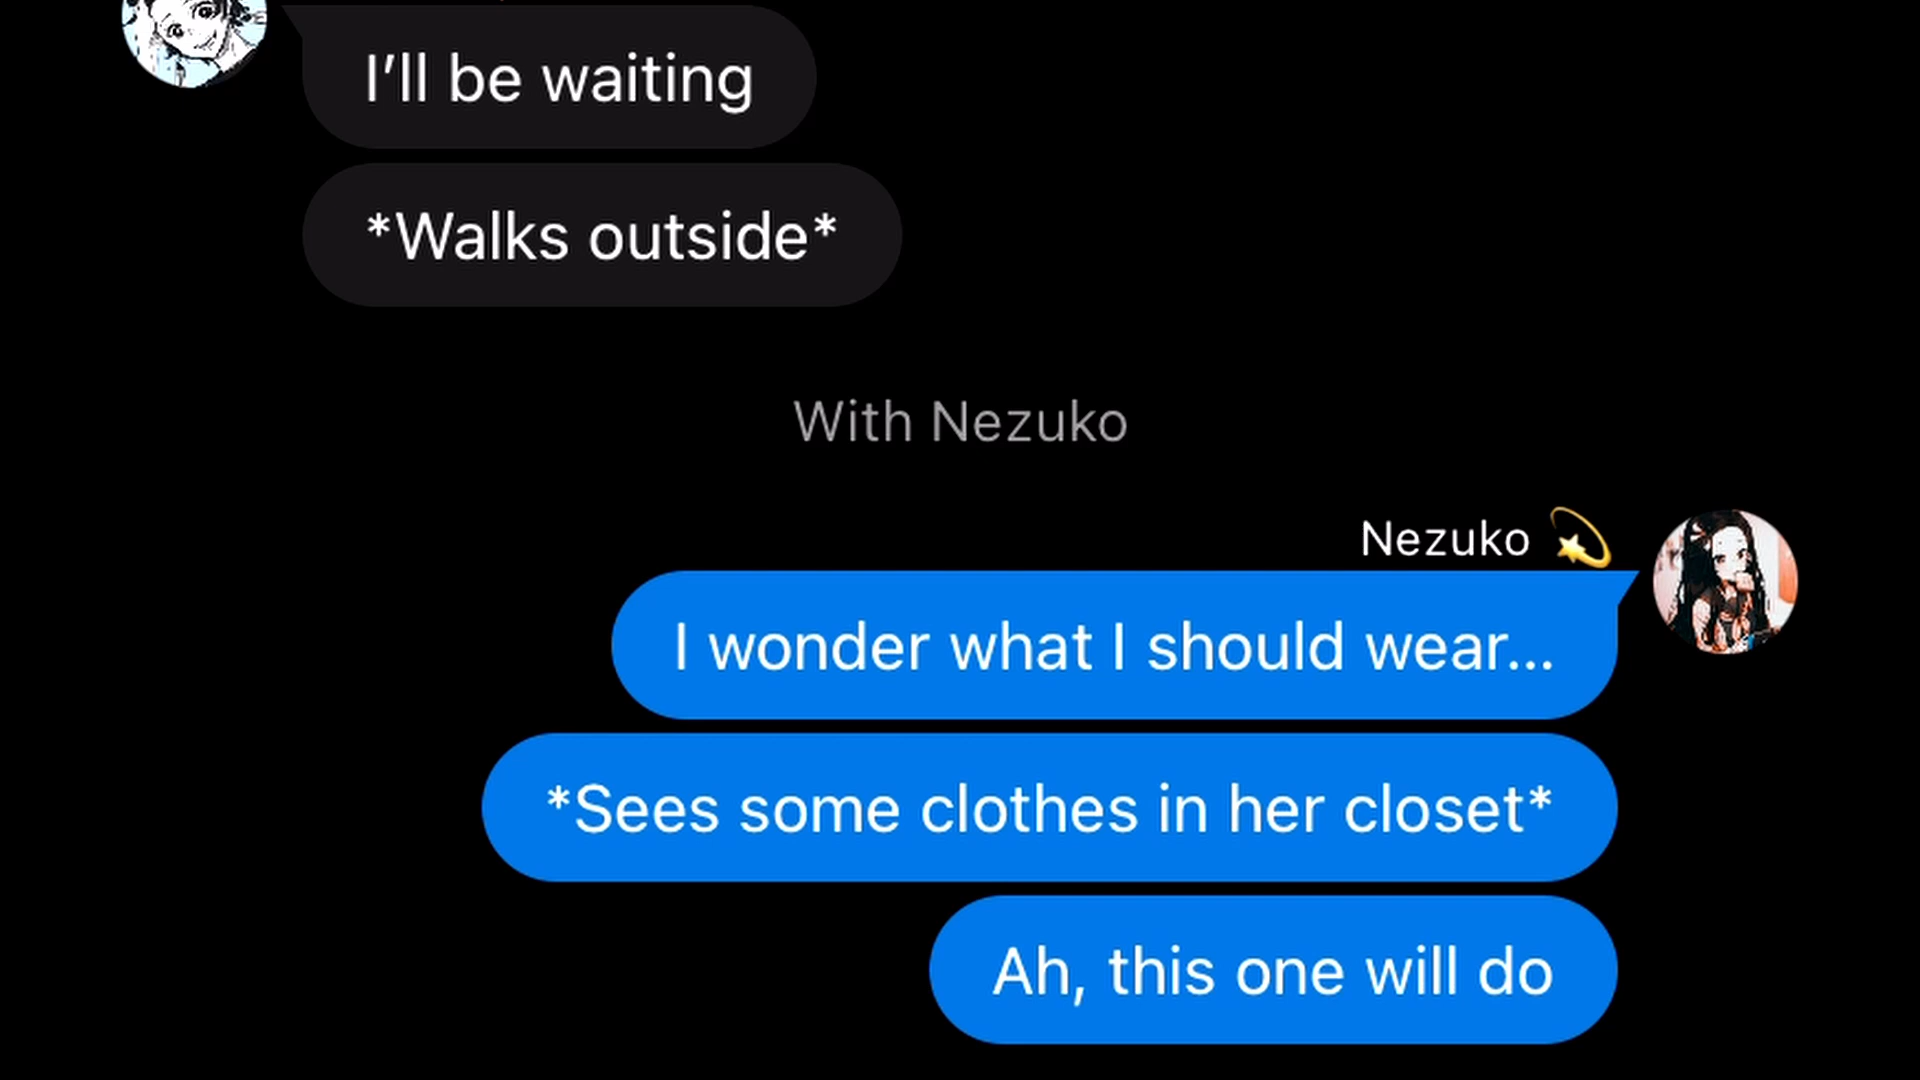 I'll be waiting
*Walks outside*
With Nezuko
Nezuko 💫
I wonder what I should wear...
*Sees some clothes in her closet*
Ah, this one will do